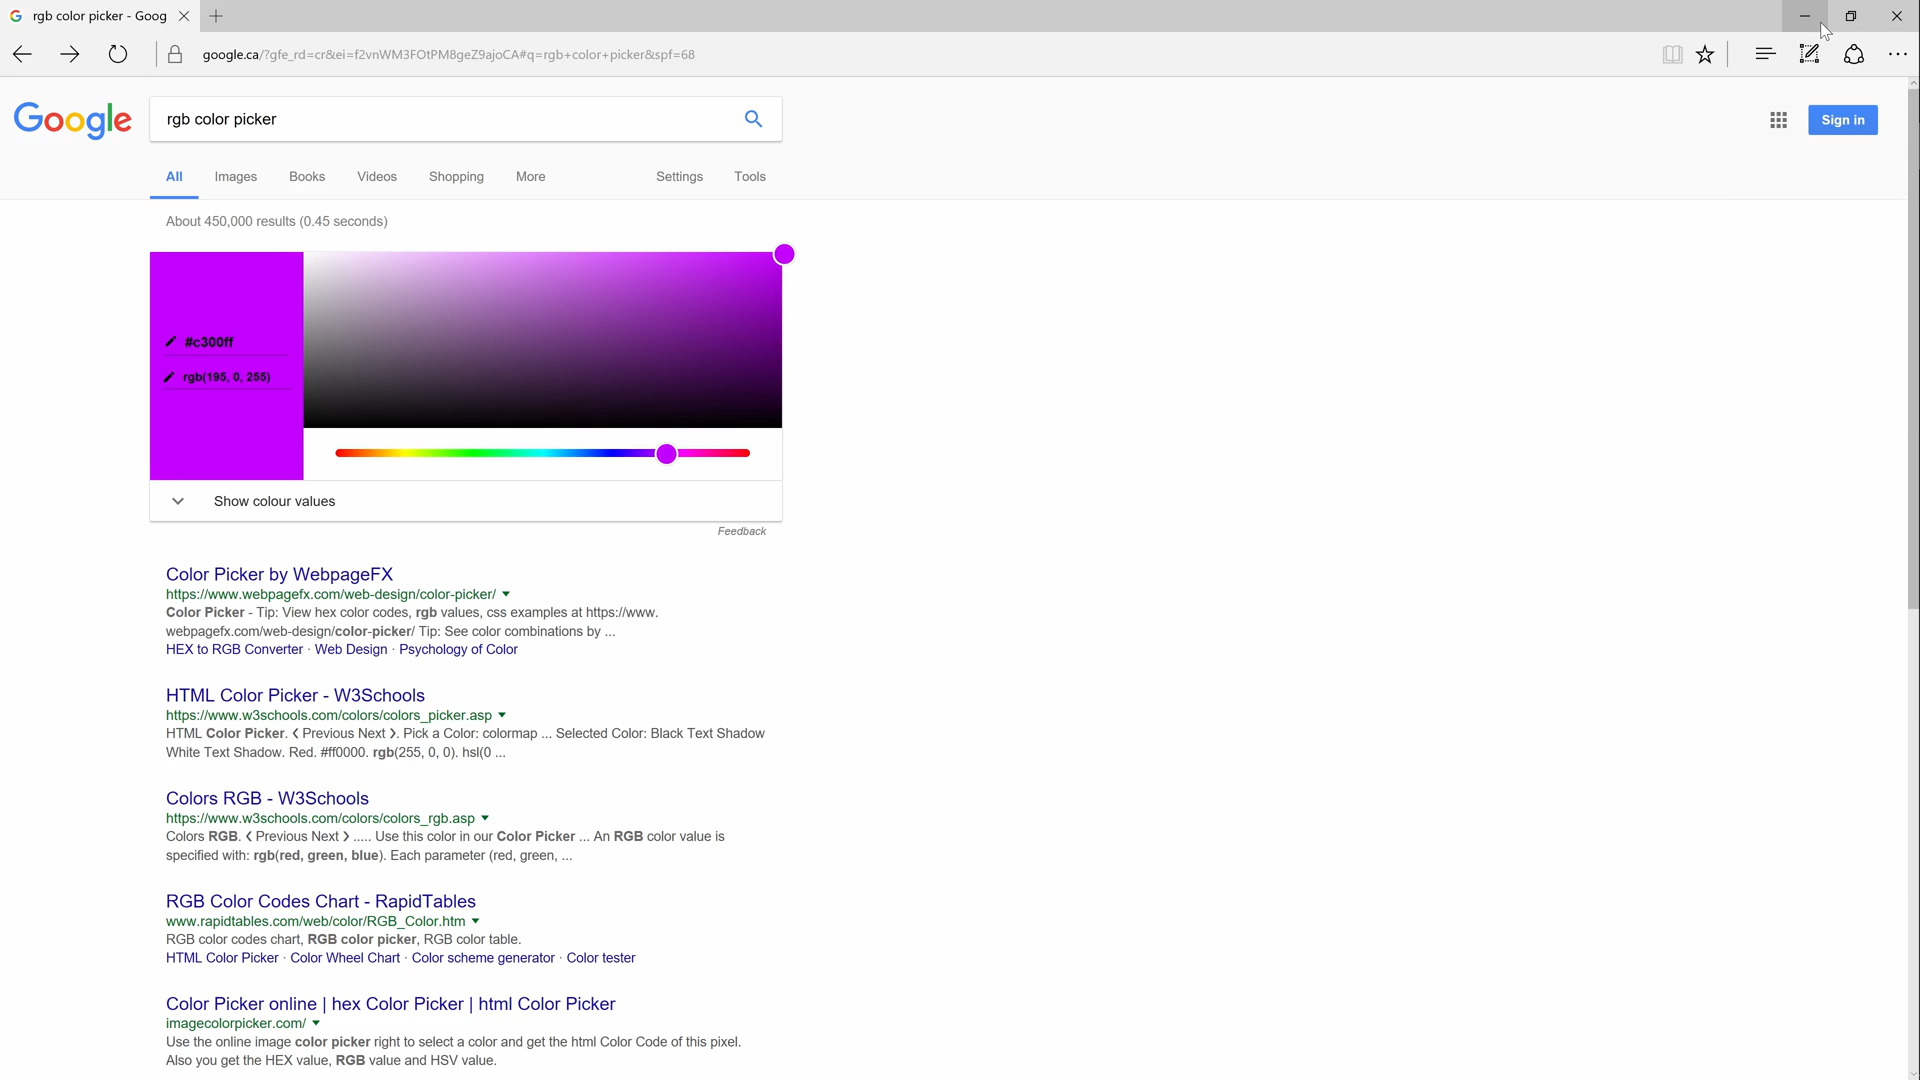 rgb color picker - Goog
google.ca/?gfe_rd=cr&ei=f2vnWM3FOtPM8geZ9ajoCA#q=rgb+color+picker&spf=68
Google
rgb color picker
Sign in
All Images Books Videos Shopping More Settings Tools
About 450,000 results (0.45 seconds)
#c300ff
rgb(195, 0, 255)
Show colour values
Feedback
Color Picker by WebpageFX
https://www.webpagefx.com/web-design/color-picker/
Color Picker - Tip: View hex color codes, rgb values, css examples at https://www.
webpagefx.com/web-design/color-picker/ Tip: See color combinations by ...
HEX to RGB Converter · Web Design · Psychology of Color
HTML Color Picker - W3Schools
https://www.w3schools.com/colors/colors_picker.asp
HTML Color Picker. ❮ Previous Next ❯. Pick a Color: colormap ... Selected Color: Black Text Shadow
White Text Shadow. Red. #ff0000. rgb(255, 0, 0). hsl(0 ...
Colors RGB - W3Schools
https://www.w3schools.com/colors/colors_rgb.asp
Colors RGB. ❮ Previous Next ❯ ..... Use this color in our Color Picker ... An RGB color value is
specified with: rgb(red, green, blue). Each parameter (red, green, ...
RGB Color Codes Chart - RapidTables
www.rapidtables.com/web/color/RGB_Color.htm
RGB color codes chart, RGB color picker, RGB color table.
HTML Color Picker · Color Wheel Chart · Color scheme generator · Color tester
Color Picker online | hex Color Picker | html Color Picker
imagecolorpicker.com/
Use the online image color picker right to select a color and get the html Color Code of this pixel.
Also you get the HEX value, RGB value and HSV value.